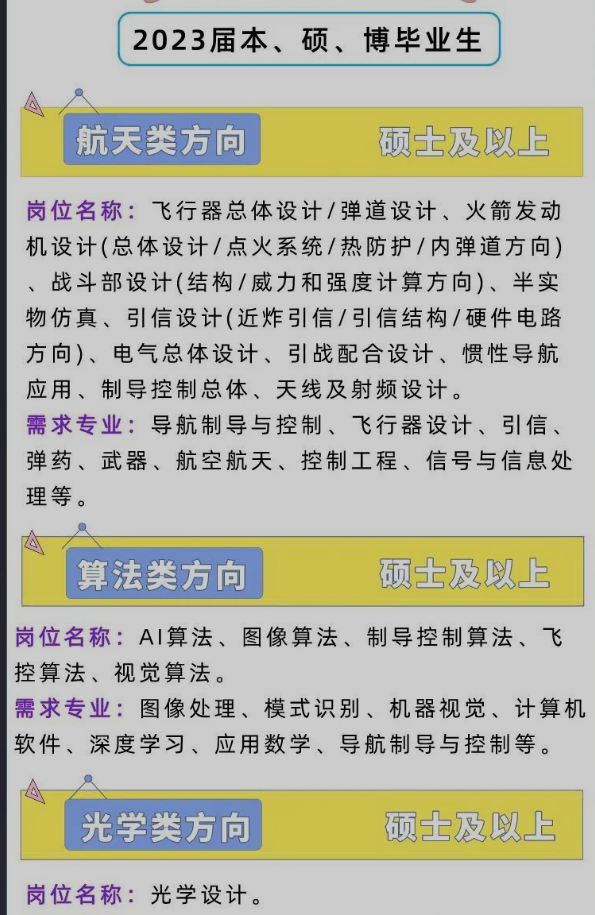 2023届本、硕、博毕业生
航天类方向 硕士及以上
岗位名称：飞行器总体设计/弹道设计、火箭发动
机设计(总体设计/点火系统/热防护/内弹道方向)
、战斗部设计(结构/威力和强度计算方向)、半实
物仿真、引信设计(近炸引信/引信结构/硬件电路
方向)、电气总体设计、引战配合设计、惯性导航
应用、制导控制总体、天线及射频设计。
需求专业：导航制导与控制、飞行器设计、引信、
弹药、武器、航空航天、控制工程、信号与信息处
理等。
算法类方向 硕士及以上
岗位名称：AI算法、图像算法、制导控制算法、飞
控算法、视觉算法。
需求专业：图像处理、模式识别、机器视觉、计算机
软件、深度学习、应用数学、导航制导与控制等。
光学类方向 硕士及以上
岗位名称：光学设计。